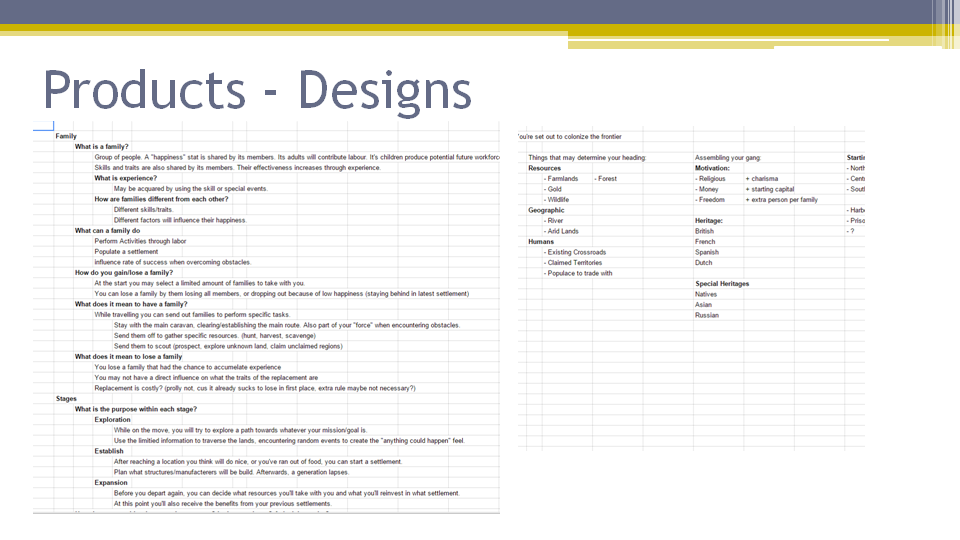 Products - Designs
Family
What is a family?
Group of people. A "happiness" stat is shared by its members. Its adults will contribute labour. It's children produce potential future workforc
Skills and traits are also shared by its members. Their effectiveness increases through experience.
What is experience?
May be acquired by using the skill or special events.
How are families different from each other?
Different skills/traits.
Different factors will influence their happiness.
What can a family do
Perform Activities through labor
Populate a settlement
influence rate of success when overcoming obstacles.
How do you gain/lose a family?
At the start you may select a limited amount of families to take with you.
You can lose a family by them losing all members, or dropping out because of low happiness (staying behind in latest settlement)
What does it mean to have a family?
While travelling you can send out families to perform specific tasks.
Stay with the main caravan, clearing/establishing the main route. Also part of your "force" when encountering obstacles.
Send them off to gather specific resources. (hunt, harvest, scavenge)
Send them to scout (prospect, explore unknown land, claim unclaimed regions)
What does it mean to lose a family
You lose a family that had the chance to accumelate experience
You may not have a direct influence on what the traits of the replacement are
Replacement is costly? (prolly not, cus it already sucks to lose in first place, extra rule maybe not necessary?)
Stages
What is the purpose within each stage?
Exploration
While on the move, you will try to explore a path towards whatever your mission/goal is.
Use the limitied information to traverse the lands, encountering random events to create the "anything could happen" feel.
Establish
After reaching a location you think will do nice, or you've ran out of food, you can start a settlement.
Plan what structures/manufacterers will be build. Afterwards, a generation lapses.
Expansion
Before you depart again, you can decide what resources you'll take with you and what you'll reinvest in what settlement.
At this point you'll also receive the benefits from your previous settlements.
You're set out to colonize the frontier
Things that may determine your heading: Assembling your gang: Startin
Resources Motivation: - North
- Farmlands - Forest - Religious + charisma - Centr
- Gold - Money + starting capital - South
- Wildlife - Freedom + extra person per family
Geographic - Harbo
- River Heritage: - Priso
- Arid Lands British - ?
Humans French
- Existing Crossroads Spanish
- Claimed Territories Dutch
- Populace to trade with
Special Heritages
Natives
Asian
Russian